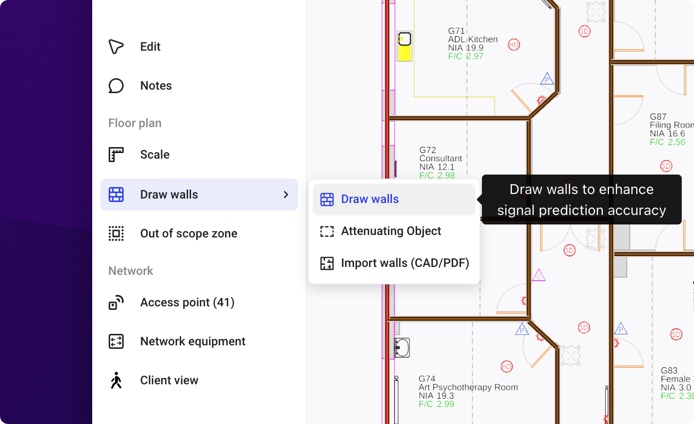 Edit
Notes
Floor plan
Scale
Draw walls
Out of scope zone
Network
Access point (41)
Network equipment
Client view
Draw walls
Attenuating Object
Import walls (CAD/PDF)
Draw walls to enhance
signal prediction accuracy
G71
ADL Kitchen
NIA 19.9
F/C 2.97
G72
Consultant
NIA 12.1
F/C 2.98
G87
Filing Room
NIA 16.6
F/C 2.56
G74
Art Psychotherapy Room
NIA 19.3
F/C 2.99
G83
Female
NIA 3.0